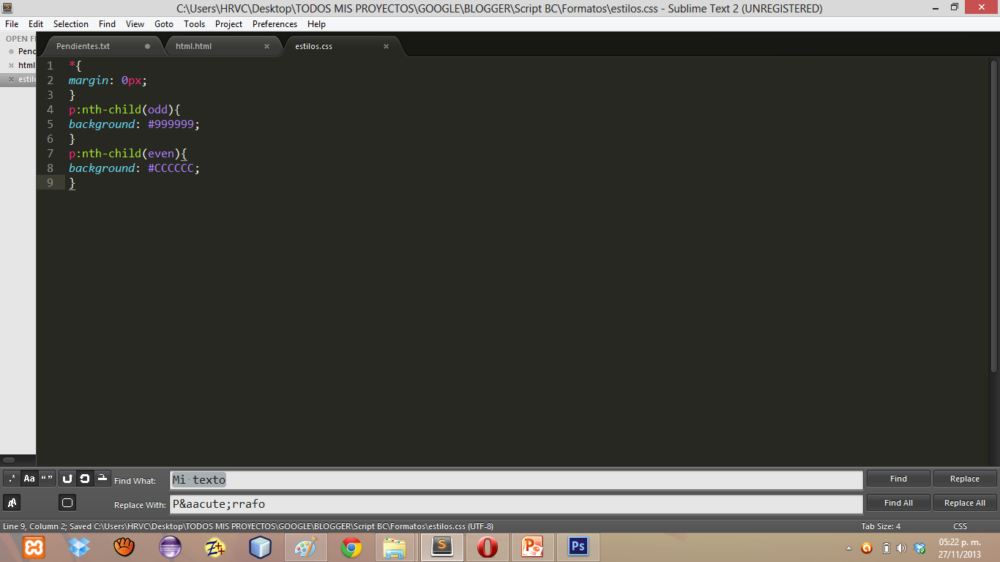 C:\Users\HRVC\Desktop\TODOS MIS PROYECTOS\GOOGLE\BLOGGER\Script BC\Formatos\estilos.css - Sublime Text 2 (UNREGISTERED)
File Edit Selection Find View Goto Tools Project Preferences Help
OPEN FI
Pend
html
estilo
Pendientes.txt html.html estilos.css
1 *{
2 margin: 0px;
3 }
4 p:nth-child(odd){
5 background: #999999;
6 }
7 p:nth-child(even){
8 background: #CCCCCC;
9 }
.* Aa “” Find What: Mi texto Find Replace
AA Replace With: P&aacute;rrafo Find All Replace All
Line 9, Column 2; Saved C:\Users\HRVC\Desktop\TODOS MIS PROYECTOS\GOOGLE\BLOGGER\Script BC\Formatos\estilos.css (UTF-8) Tab Size: 4 CSS
Z++
S
P
Ps
05:22 p. m.
27/11/2013